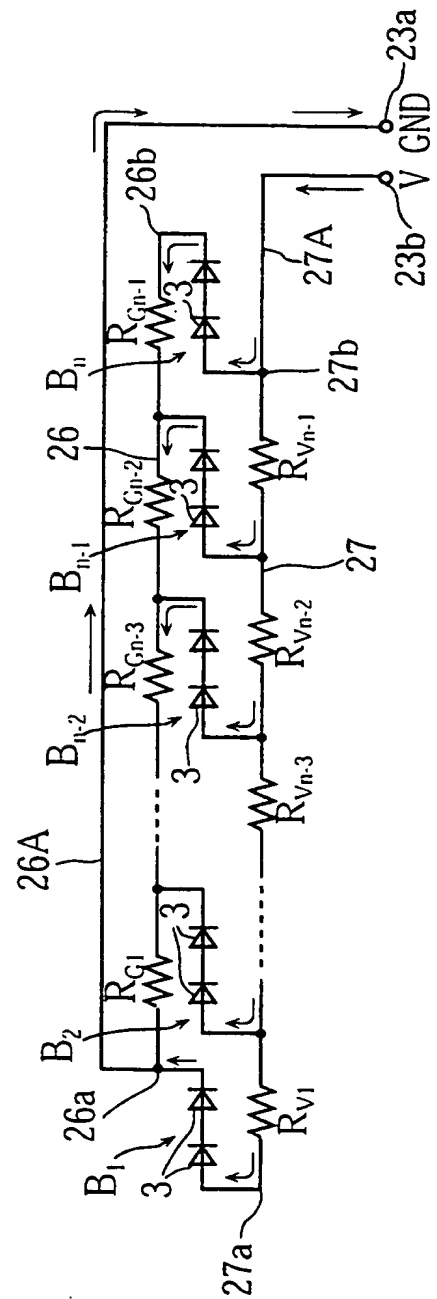 26A
26
26b
R_G1
R_Gn-3
R_Gn-2
R_Gn-1
26a
B_1
B_2
B_n-2
B_n-1
B_n
3
3
3
3
3
27a
R_V1
R_Vn-3
R_Vn-2
27
R_Vn-1
27b
27A
V
GND
23b
23a